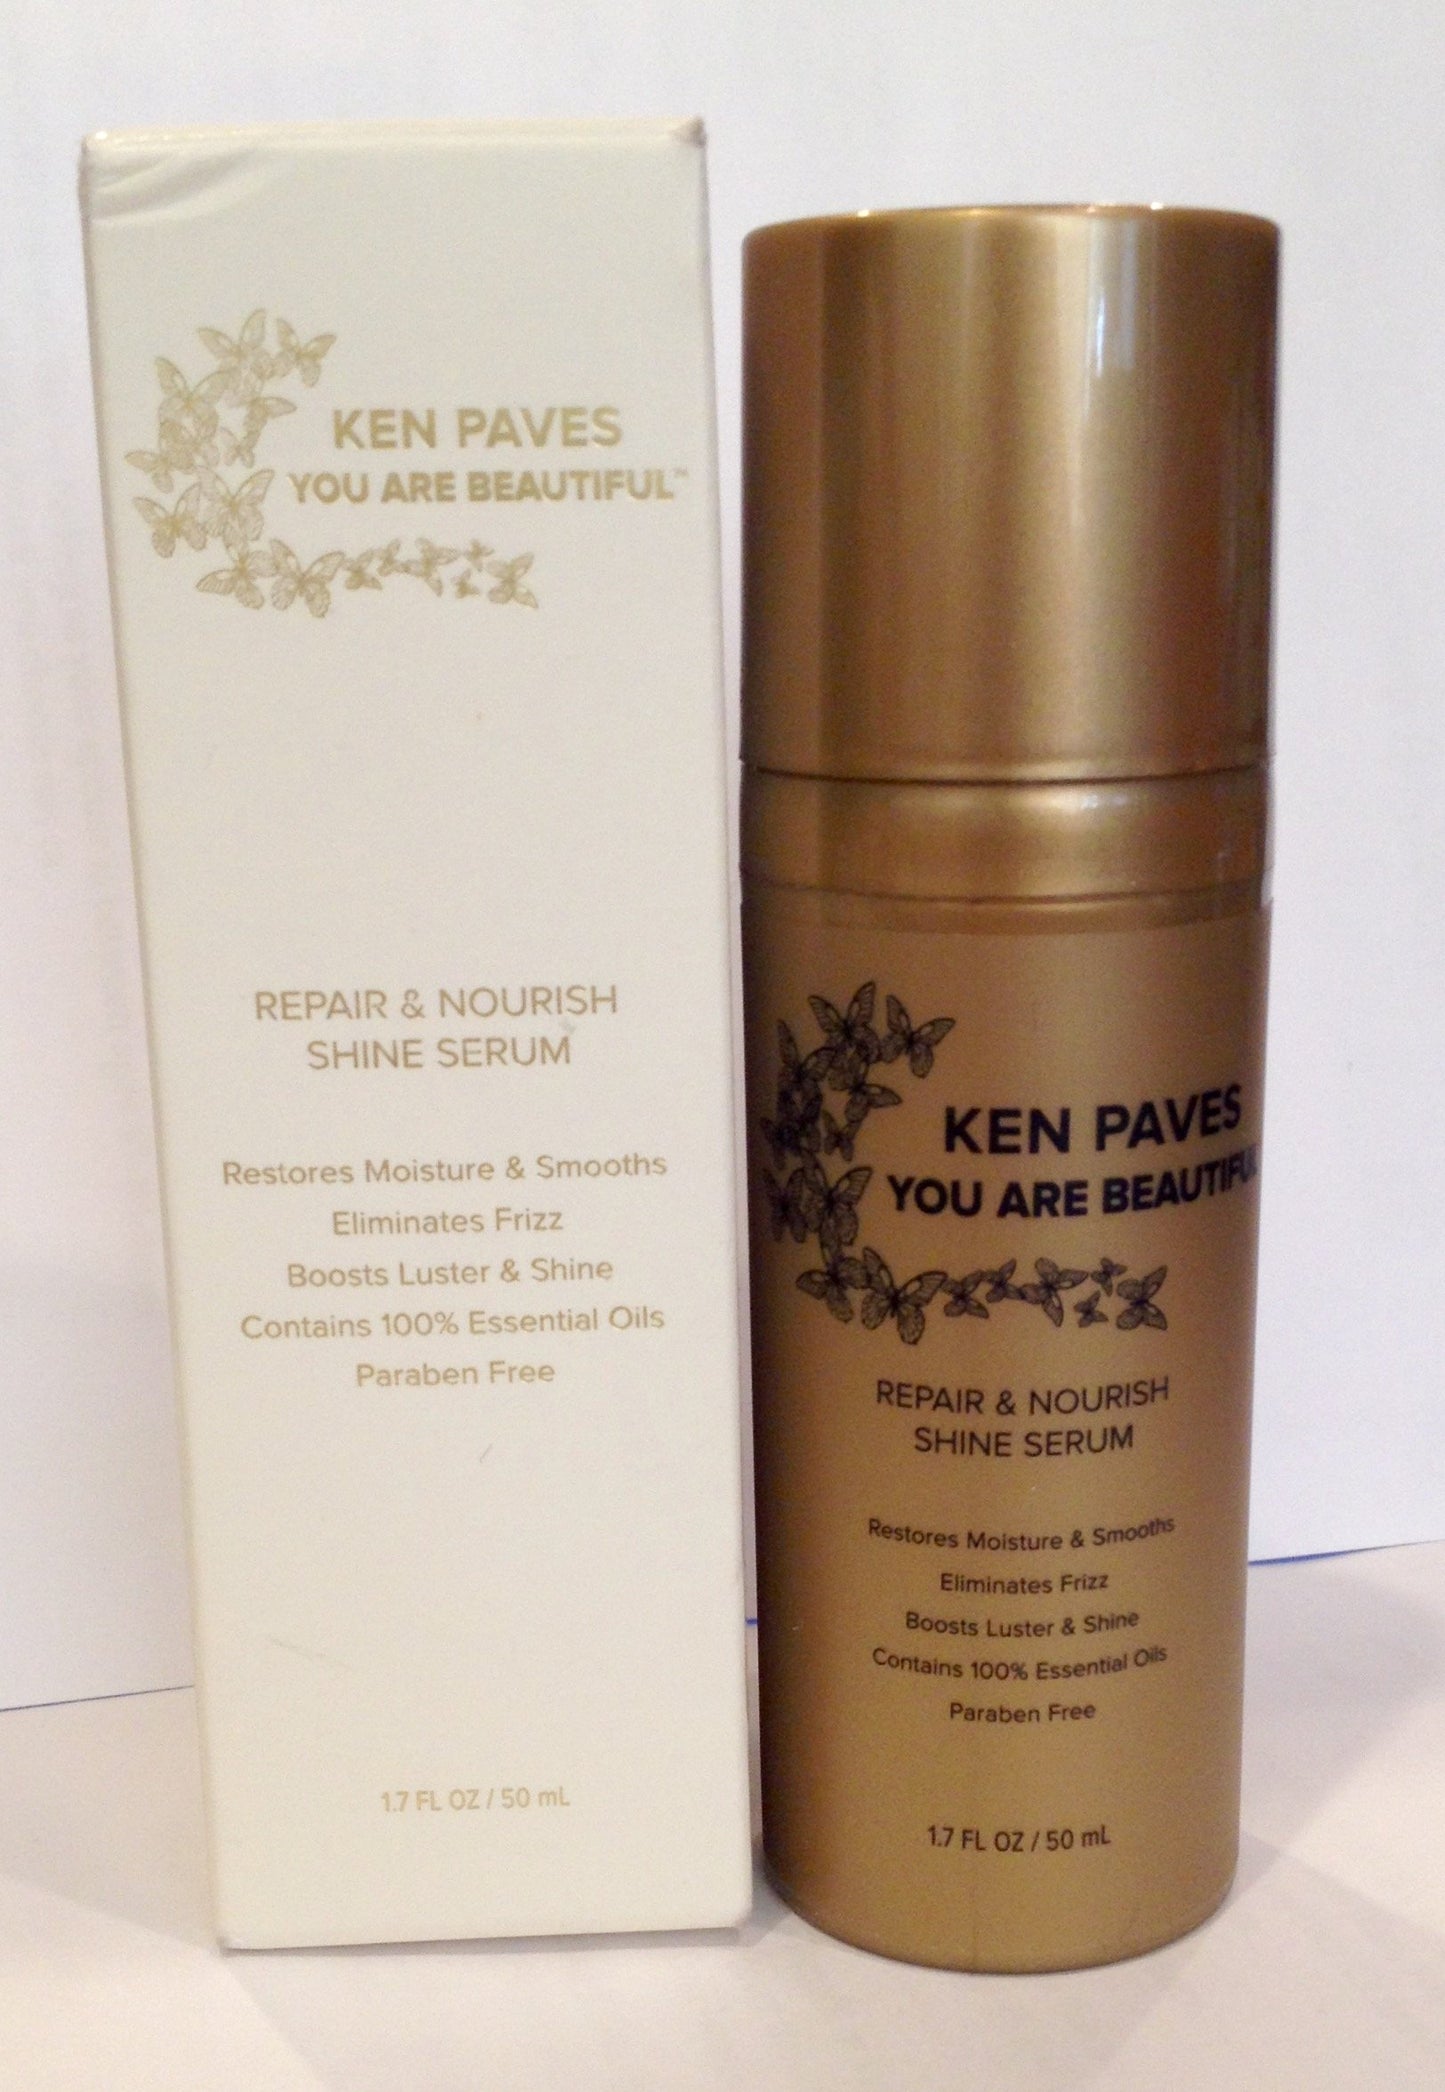 KEN PAVES
YOU ARE BEAUTIFUL™
REPAIR & NOURISH
SHINE SERUM
Restores Moisture & Smooths
Eliminates Frizz
Boosts Luster & Shine
Contains 100% Essential Oils
Paraben Free
1.7 FL OZ / 50 mL
KEN PAVES
YOU ARE BEAUTIFUL
REPAIR & NOURISH
SHINE SERUM
Restores Moisture & Smooths
Eliminates Frizz
Boosts Luster & Shine
Contains 100% Essential Oils
Paraben Free
1.7 FL OZ / 50 mL